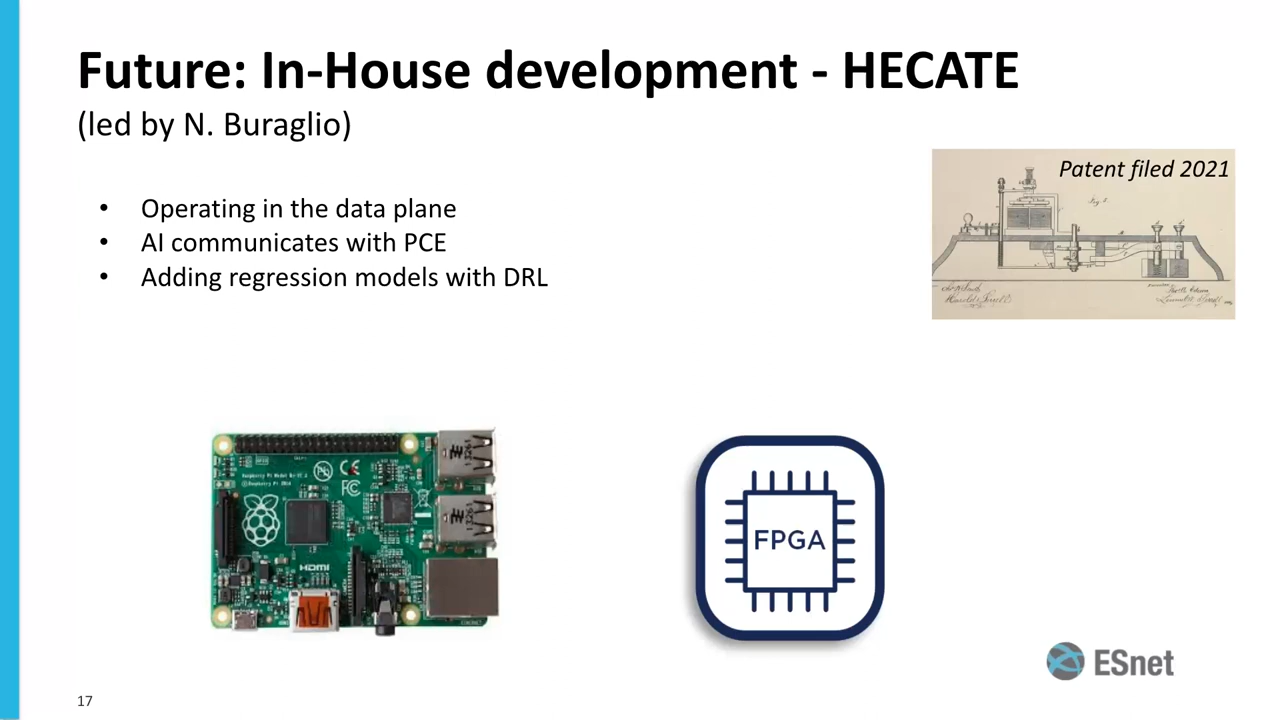 Future: In-House development - HECATE
(led by N. Buraglio)
Patent filed 2021
• Operating in the data plane
• AI communicates with PCE
• Adding regression models with DRL
HDMI
FPGA
ESnet
17